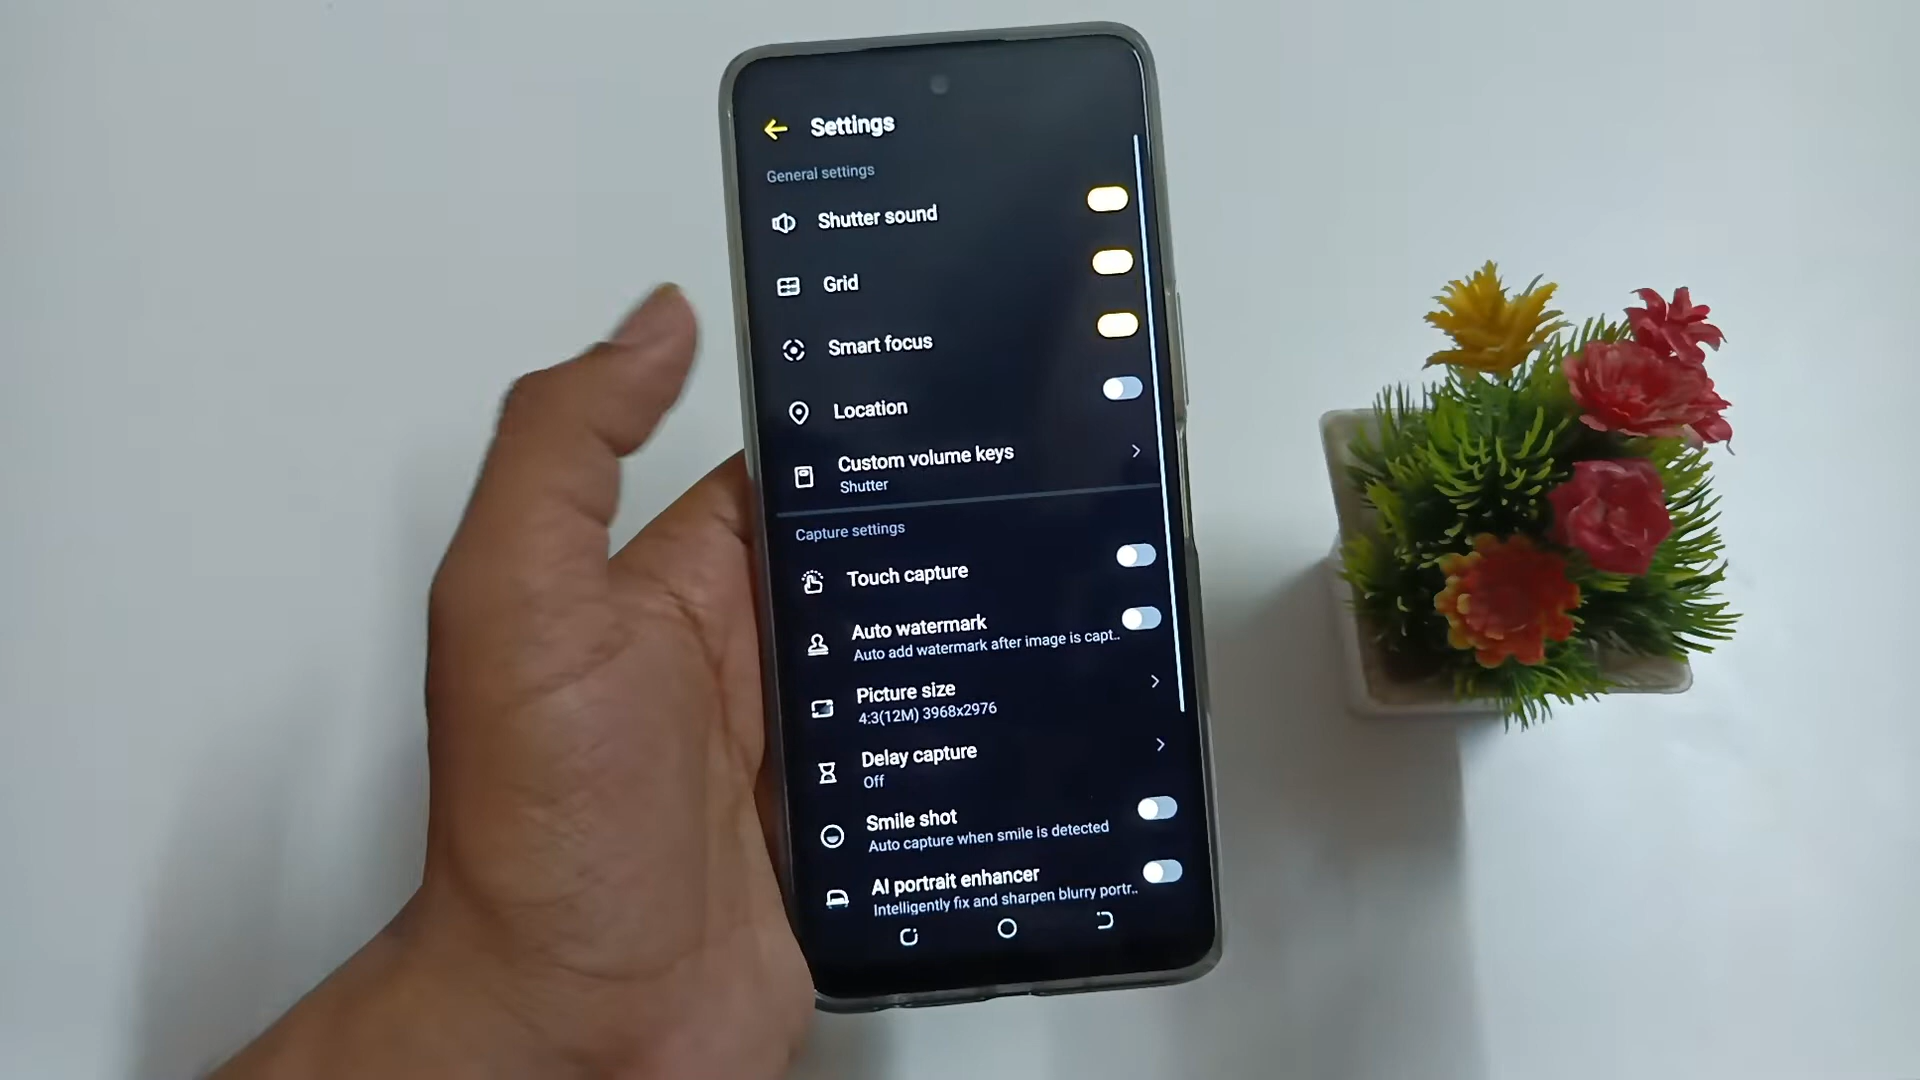 Settings
General settings
Shutter sound
Grid
Smart focus
Location
Custom volume keys
Shutter
Capture settings
Touch capture
Auto watermark
Auto add watermark after image is capt..
Picture size
4:3(12M) 3968x2976
Delay capture
Off
Smile shot
Auto capture when smile is detected
AI portrait enhancer
Intelligently fix and sharpen blurry portr..